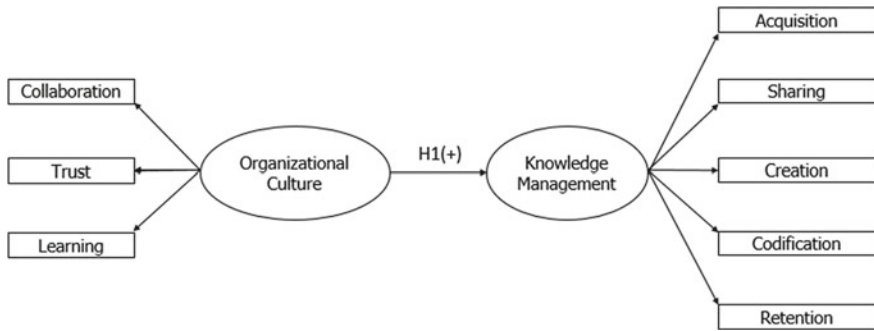 Collaboration
Trust
Learning
Organizational
Culture
H1(+)
Knowledge
Management
Acquisition
Sharing
Creation
Codification
Retention